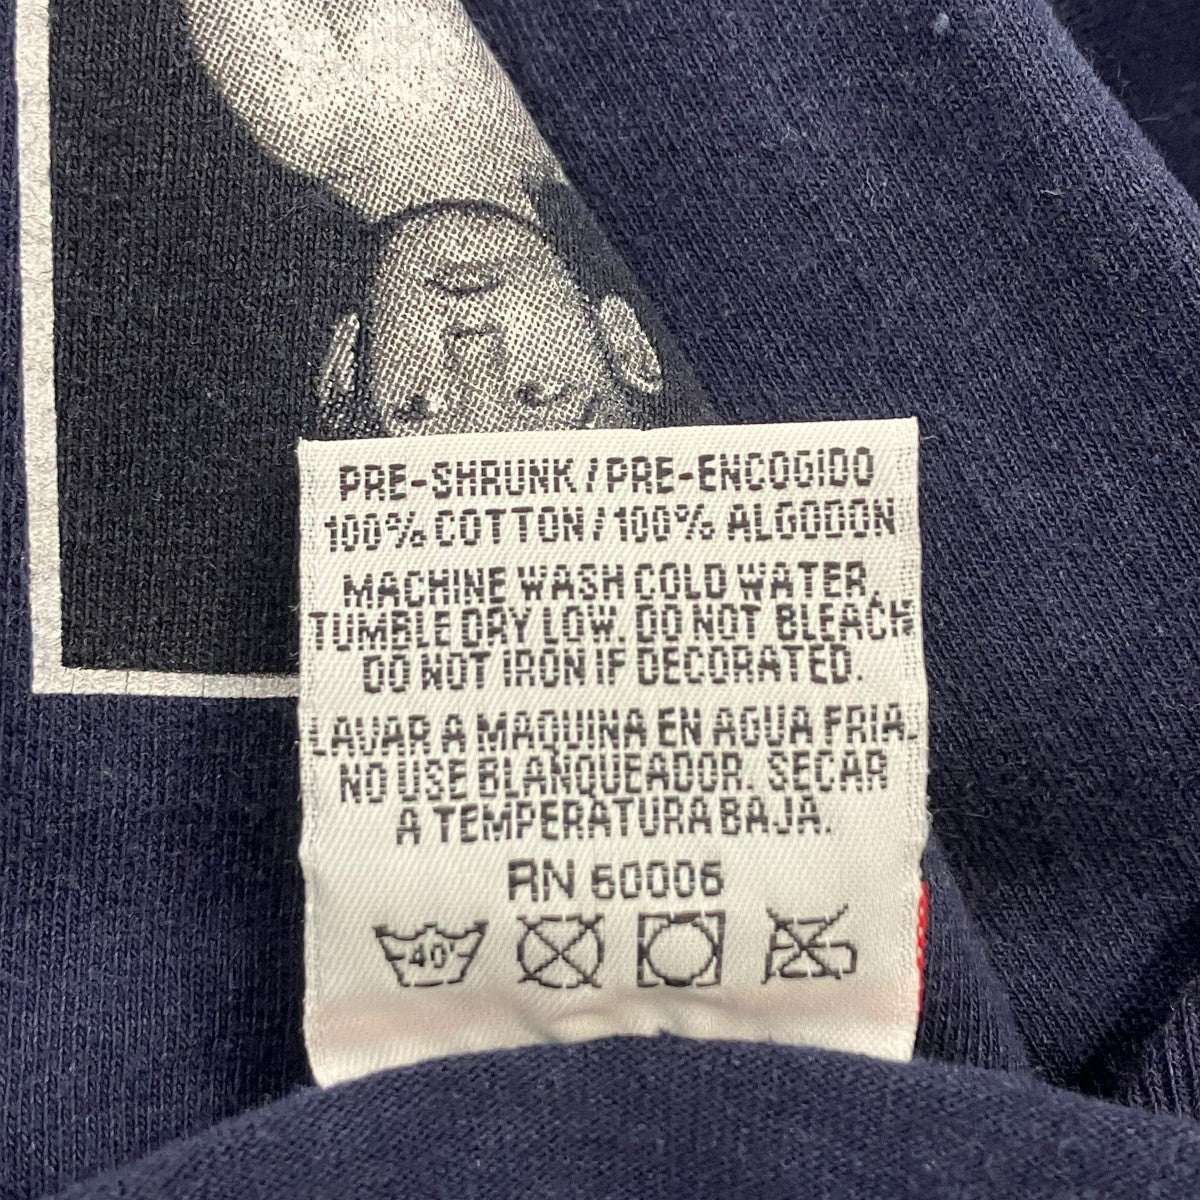 PRE-SHRUNK/PRE-ENCOGIDO
100% COTTON/100% ALGODON
MACHINE WASH COLD WATER,
TUMBLE DRY LOW. DO NOT BLEACH
DO NOT IRON IF DECORATED.
LAVAR A MAQUINA EN AGUA FRIA.
NO USE BLANQUEADOR. SECAR
A TEMPERATURA BAJA.
RN 60006
40°